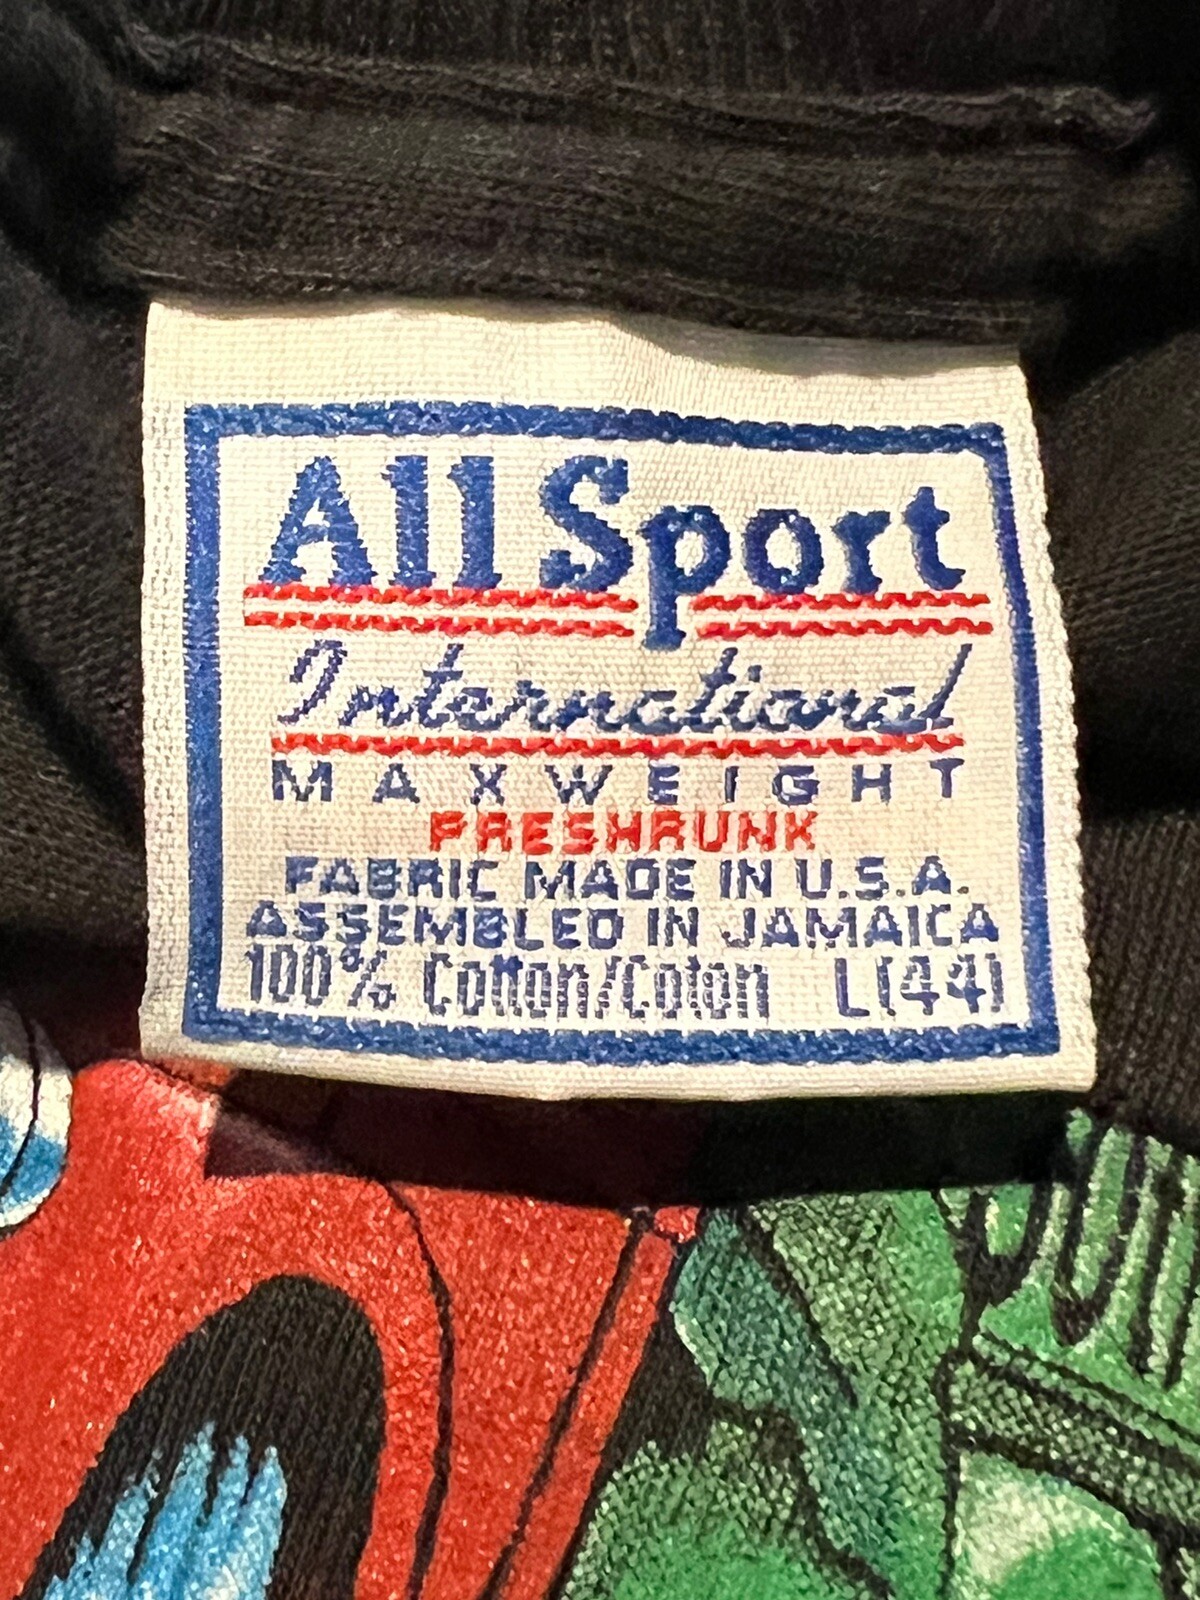 All Sport
International
MAXWEIGHT
PRESHRUNK
FABRIC MADE IN U.S.A.
ASSEMBLED IN JAMAICA
100% Cotton/Coton L(44)